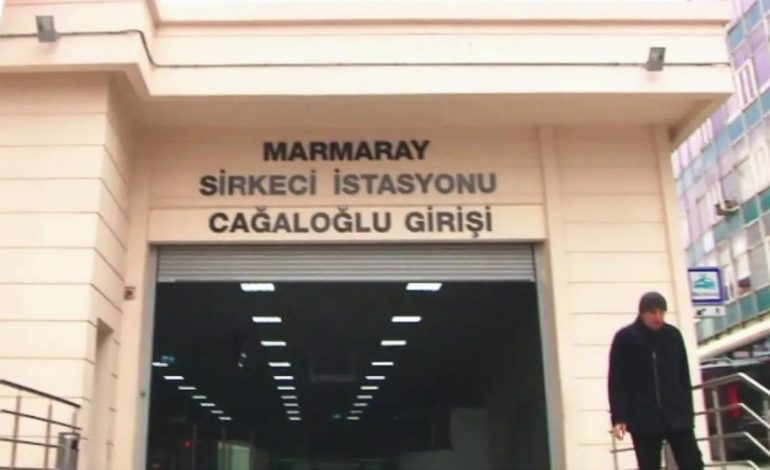 MARMARAY
SİRKECİ İSTASYONU
CAĞALOĞLU GİRİŞİ